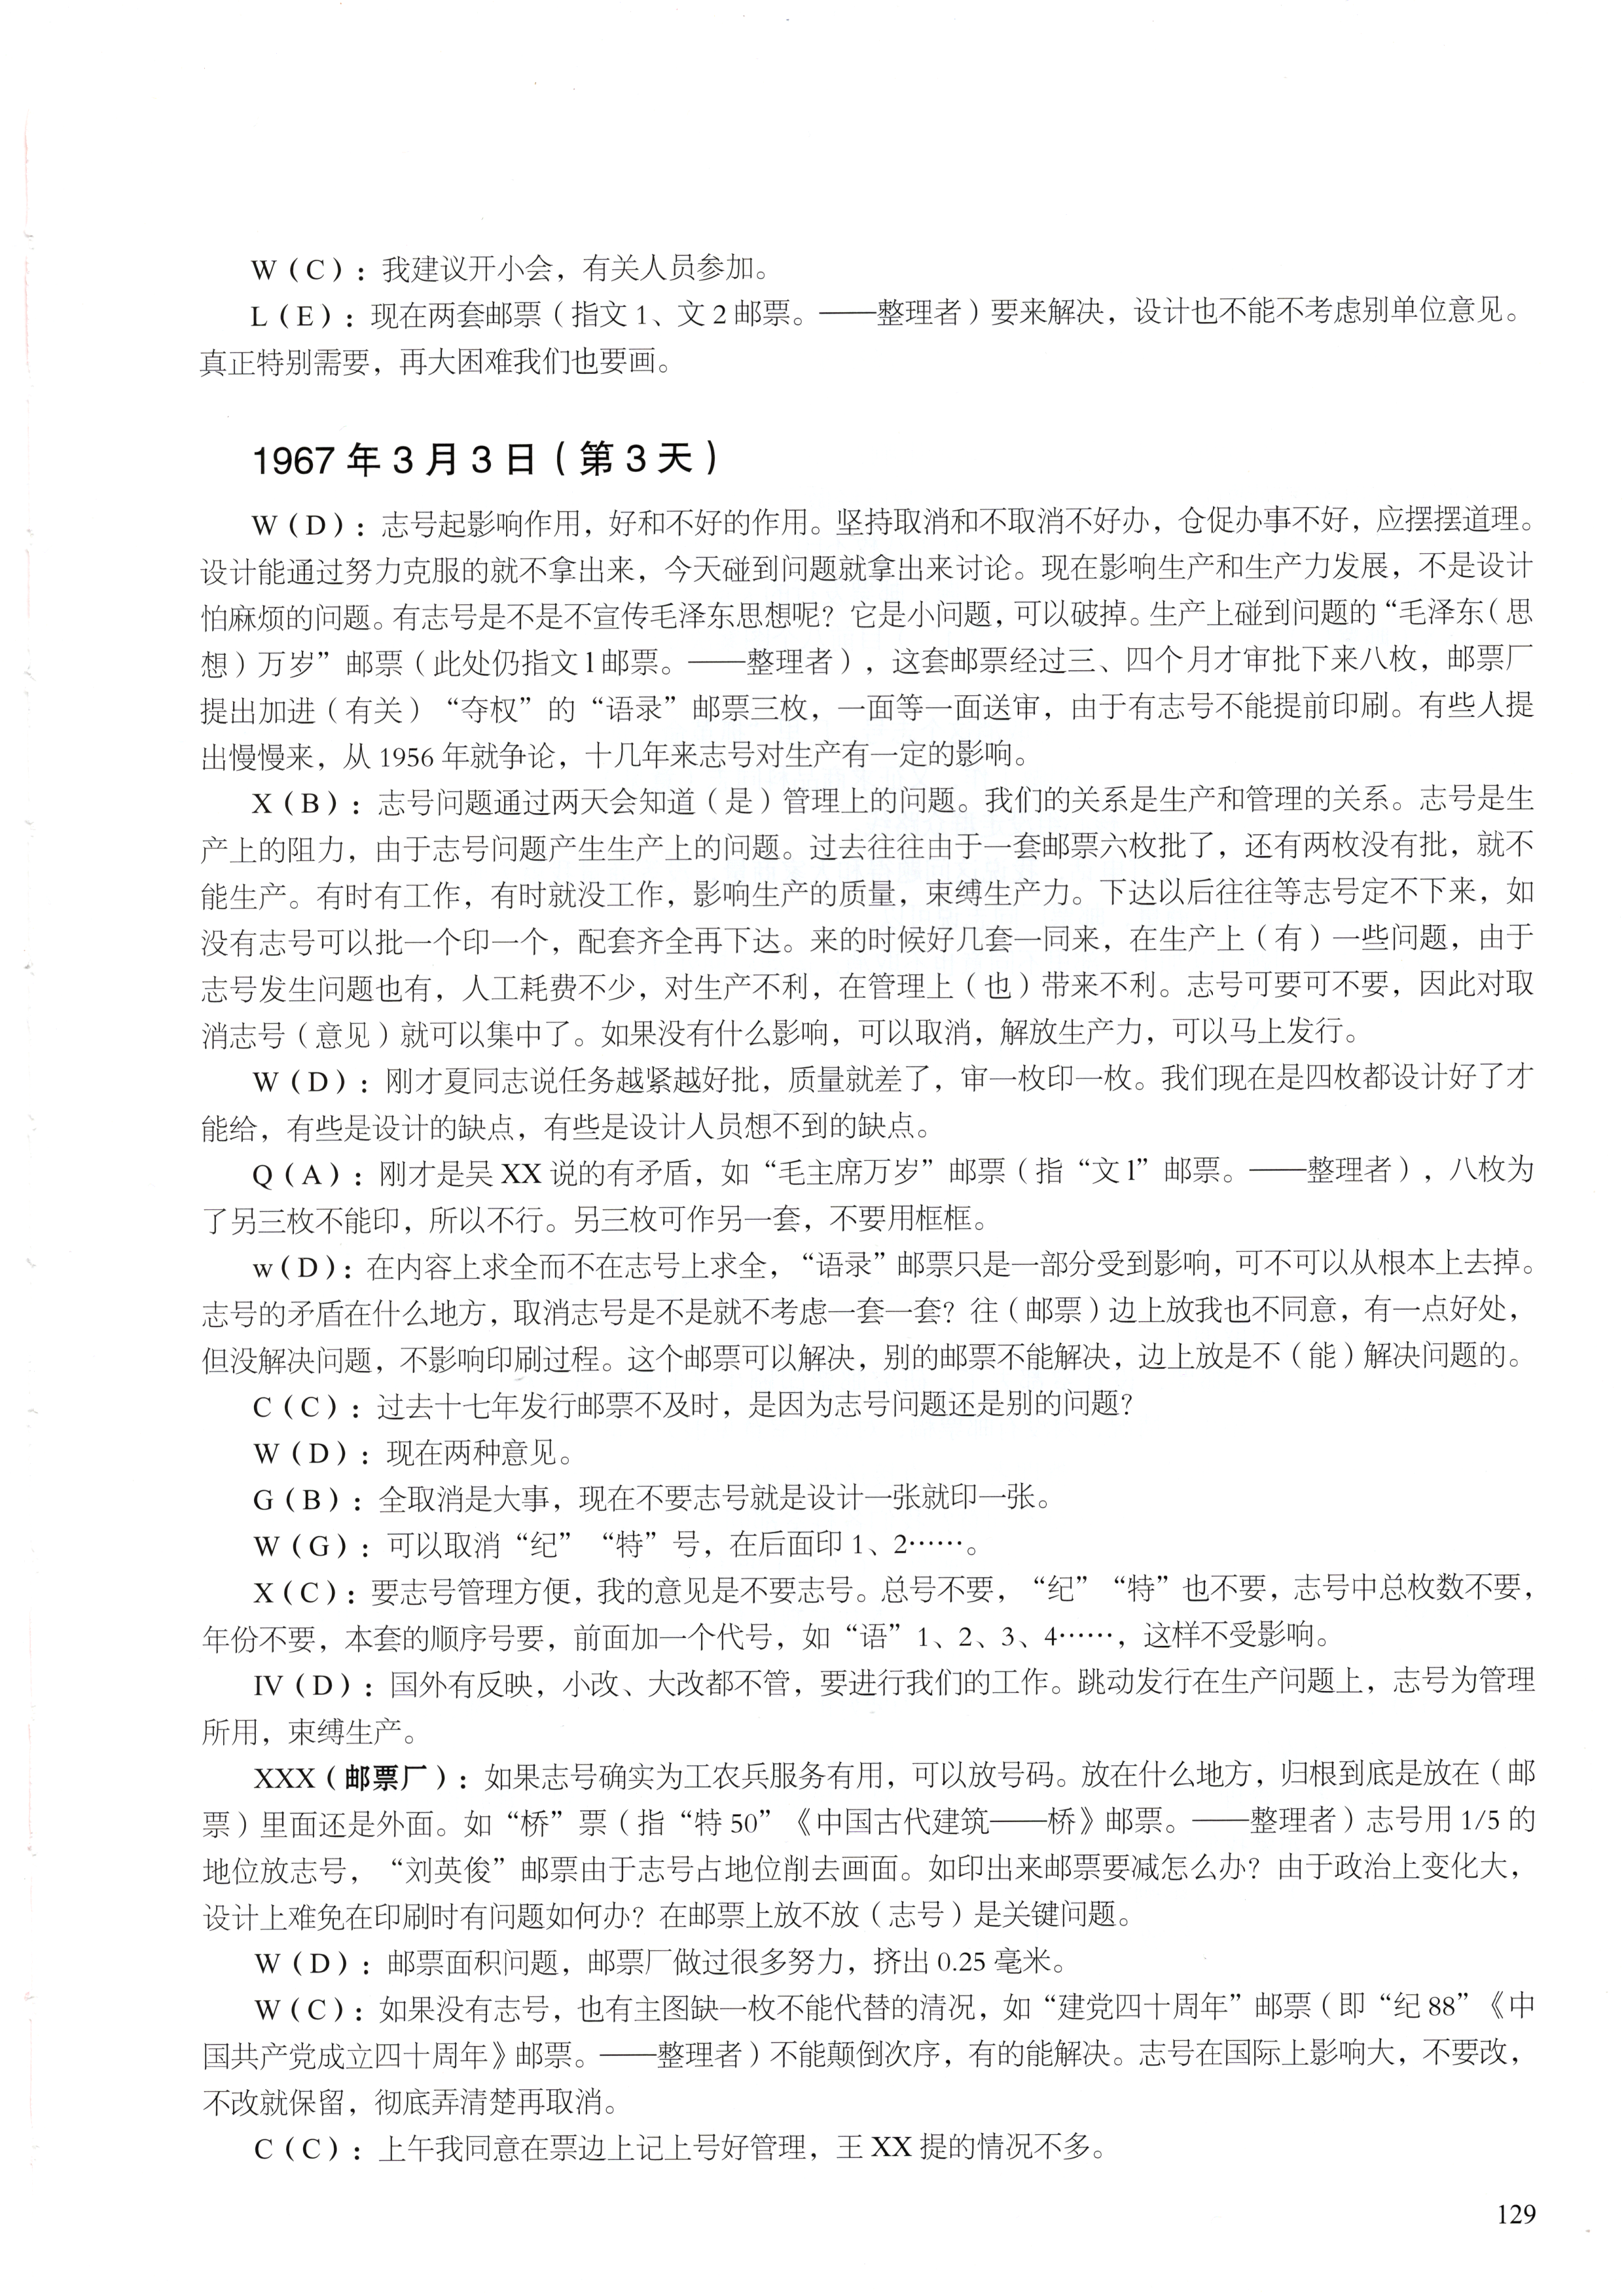 W（C）：我建议开小会，有关人员参加。
L（E）：现在两套邮票（指文1、文2邮票。——整理者）要来解决，设计也不能不考虑别单位意见。
真正特别需要，再大困难我们也要画。
1967年3月3日（第3天）
W（D）：志号起影响作用，好和不好的作用。坚持取消和不取消不好办，仓促办事不好，应摆摆道理。
设计能通过努力克服的就不拿出来，今天碰到问题就拿出来讨论。现在影响生产和生产力发展，不是设计
怕麻烦的问题。有志号是不是不宣传毛泽东思想呢？它是小问题，可以破掉。生产上碰到问题的“毛泽东（思
想）万岁”邮票（此处仍指文1邮票。——整理者），这套邮票经过三、四个月才审批下来八枚，邮票厂
提出加进（有关）“夺权”的“语录”邮票三枚，一面等一面送审，由于有志号不能提前印刷。有些人提
出慢慢来，从1956年就争论，十几年来志号对生产有一定的影响。
X（B）：志号问题通过两天会知道（是）管理上的问题。我们的关系是生产和管理的关系。志号是生
产上的阻力，由于志号问题产生生产上的问题。过去往往由于一套邮票六枚批了，还有两枚没有批，就不
能生产。有时有工作，有时就没工作，影响生产的质量，束缚生产力。下达以后往往等志号定不下来，如
没有志号可以批一个印一个，配套齐全再下达。来的时候好几套一同来，在生产上（有）一些问题，由于
志号发生问题也有，人工耗费不少，对生产不利，在管理上（也）带来不利。志号可要可不要，因此对取
消志号（意见）就可以集中了。如果没有什么影响，可以取消，解放生产力，可以马上发行。
W（D）：刚才夏同志说任务越紧越好批，质量就差了，审一枚印一枚。我们现在是四枚都设计好了才
能给，有些是设计的缺点，有些是设计人员想不到的缺点。
Q（A）：刚才是吴XX说的有矛盾，如“毛主席万岁”邮票（指“文1”邮票。——整理者），八枚为
了另三枚不能印，所以不行。另三枚可作另一套，不要用框框。
w（D）：在内容上求全而不在志号上求全，“语录”邮票只是一部分受到影响，可不可以从根本上去掉。
志号的矛盾在什么地方，取消志号是不是就不考虑一套一套？往（邮票）边上放我也不同意，有一点好处，
但没解决问题，不影响印刷过程。这个邮票可以解决，别的邮票不能解决，边上放是不（能）解决问题的。
C（C）：过去十七年发行邮票不及时，是因为志号问题还是别的问题？
W（D）：现在两种意见。
G（B）：全取消是大事，现在不要志号就是设计一张就印一张。
W（G）：可以取消“纪”“特”号，在后面印1、2……。
X（C）：要志号管理方便，我的意见是不要志号。总号不要，“纪”“特”也不要，志号中总枚数不要，
年份不要，本套的顺序号要，前面加一个代号，如“语”1、2、3、4……，这样不受影响。
IV（D）：国外有反映，小改、大改都不管，要进行我们的工作。跳动发行在生产问题上，志号为管理
所用，束缚生产。
XXX（邮票厂）：如果志号确实为工农兵服务有用，可以放号码。放在什么地方，归根到底是放在（邮
票）里面还是外面。如“桥”票（指“特50”《中国古代建筑——桥》邮票。——整理者）志号用1/5的
地位放志号，“刘英俊”邮票由于志号占地位削去画面。如印出来邮票要减怎么办？由于政治上变化大，
设计上难免在印刷时有问题如何办？在邮票上放不放（志号）是关键问题。
W（D）：邮票面积问题，邮票厂做过很多努力，挤出0.25毫米。
W（C）：如果没有志号，也有主图缺一枚不能代替的清况，如“建党四十周年”邮票（即“纪88”《中
国共产党成立四十周年》邮票。——整理者）不能颠倒次序，有的能解决。志号在国际上影响大，不要改，
不改就保留，彻底弄清楚再取消。
C（C）：上午我同意在票边上记上号好管理，王XX提的情况不多。
129